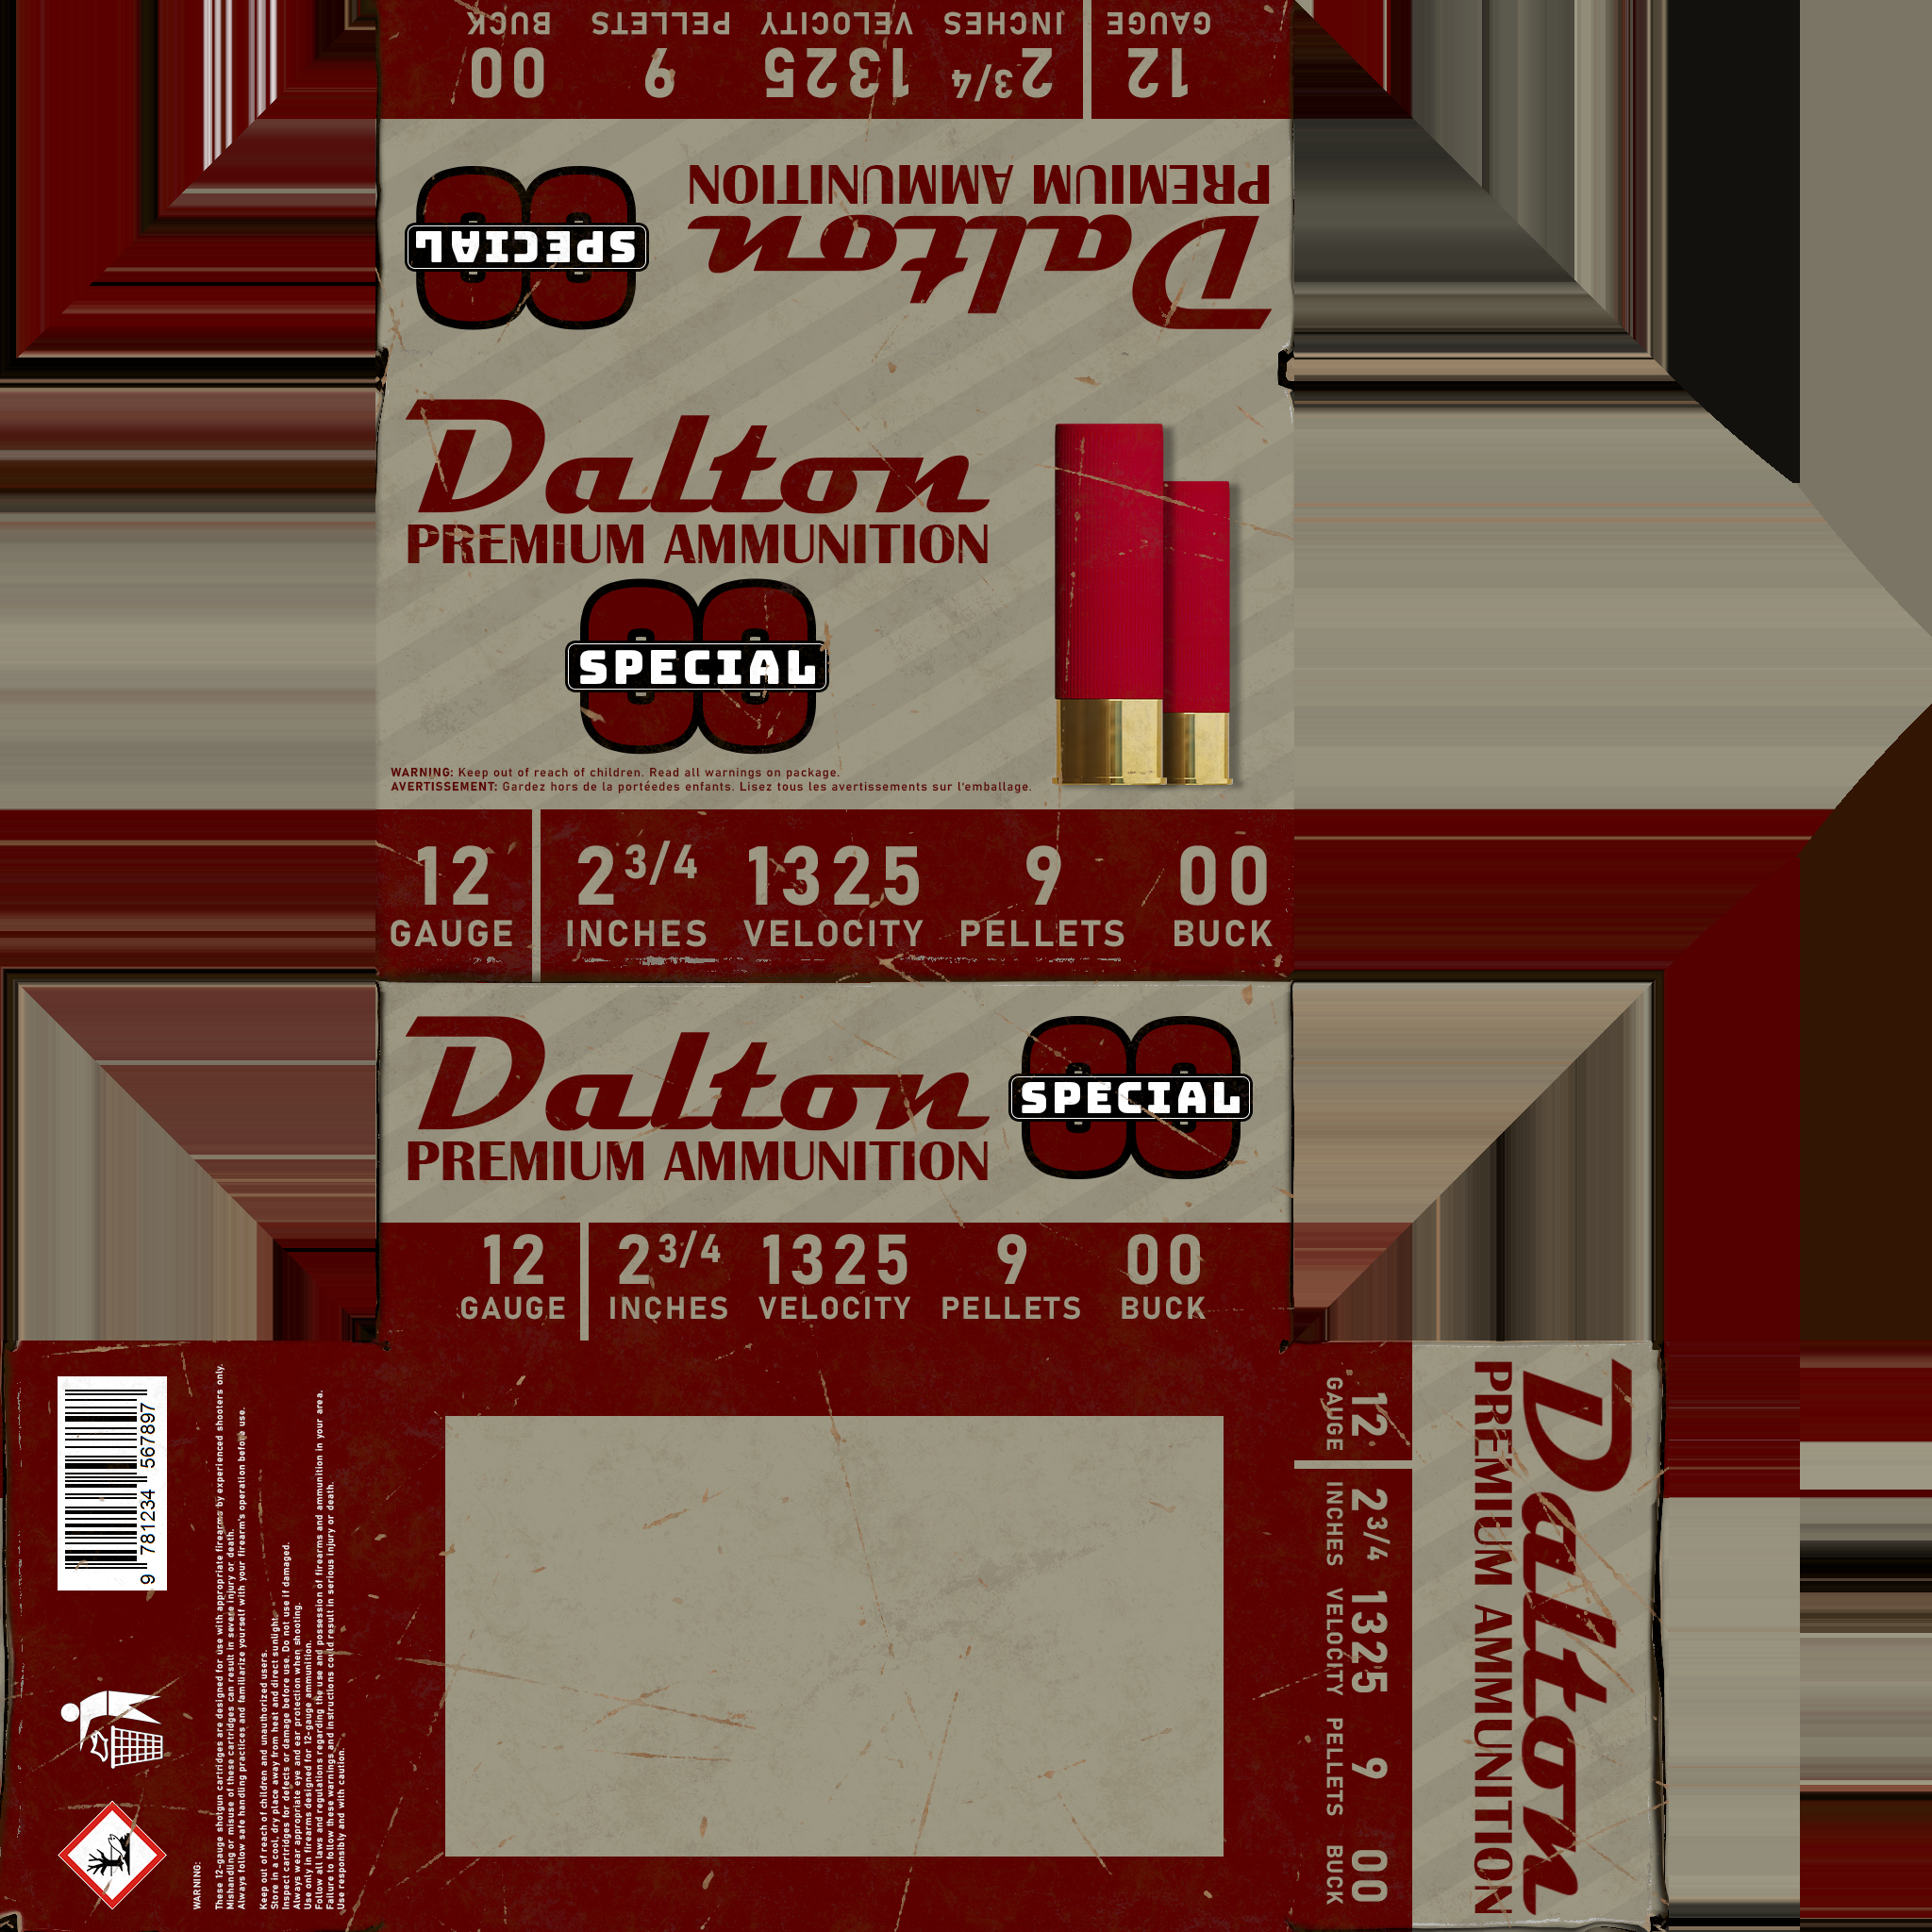 12 2 3/4 1325 9 00
GAUGE INCHES VELOCITY PELLETS BUCK
Dalton
PREMIUM AMMUNITION
SPECIAL
Dalton
PREMIUM AMMUNITION
00
SPECIAL
WARNING: Keep out of reach of children. Read all warnings on package.
AVERTISSEMENT: Gardez hors de la portéedes enfants. Lisez tous les avertissements sur l'emballage.
12 2 3/4 1325 9 00
GAUGE INCHES VELOCITY PELLETS BUCK
Dalton
PREMIUM AMMUNITION
00
SPECIAL
12 2 3/4 1325 9 00
GAUGE INCHES VELOCITY PELLETS BUCK
9 781234 567897
WARNING:
These 12-gauge shotgun cartridges are designed for use with appropriate firearms by experienced shooters only.
Mishandling or misuse of these cartridges can result in severe injury or death.
Always follow safe handling practices and familiarize yourself with your firearm's operation before use.
Keep out of reach of children and unauthorized users.
Store in a cool, dry place away from heat and direct sunlight.
Inspect cartridges for defects or damage before use. Do not use if damaged.
Always wear appropriate eye and ear protection when shooting.
Use only in firearms designed for 12-gauge ammunition.
Follow all laws and regulations regarding the use and possession of firearms and ammunition in your area.
Failure to follow these warnings and instructions could result in serious injury or death.
Use responsibly and with caution.
12 2 3/4 1325 9 00
GAUGE INCHES VELOCITY PELLETS BUCK
Dalton
PREMIUM AMMUNITION